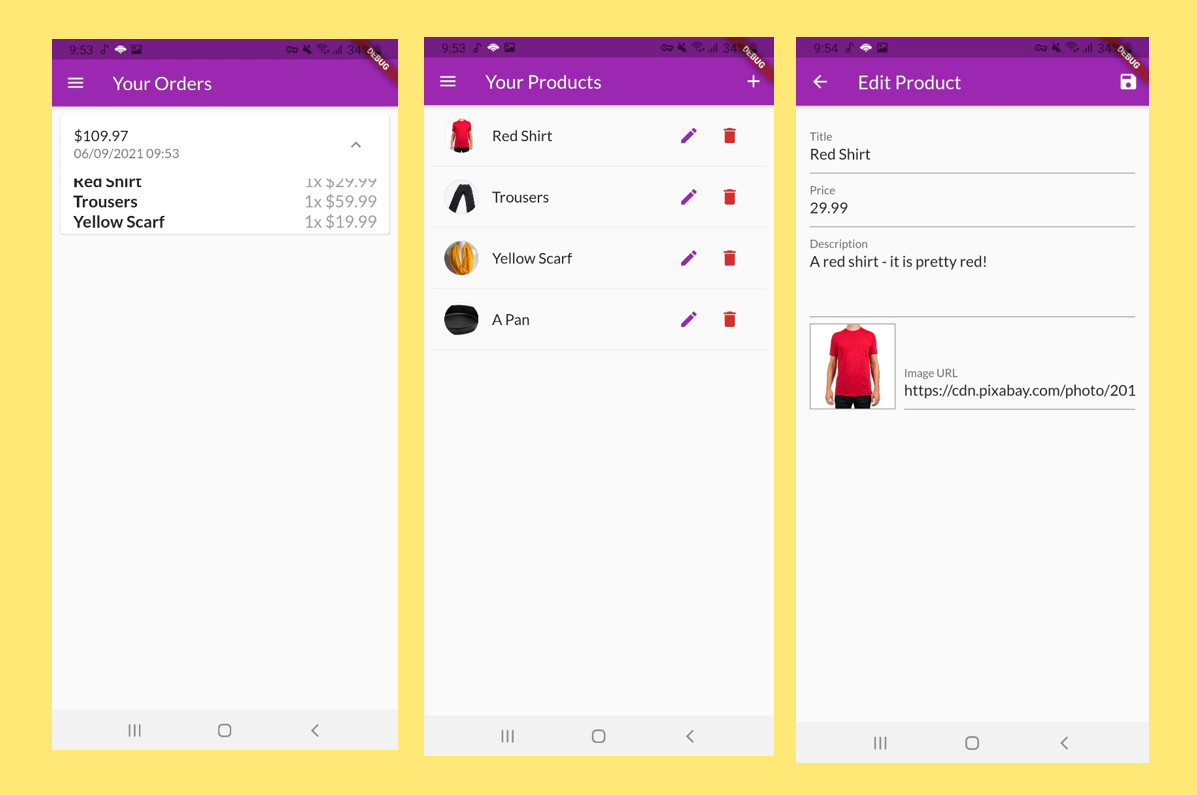 9:53
34%
DEBUG
Your Orders
$109.97
06/09/2021 09:53
Red Shirt 1x $29.99
Trousers 1x $59.99
Yellow Scarf 1x $19.99
9:53
34%
DEBUG
Your Products
Red Shirt
Trousers
Yellow Scarf
A Pan
9:54
34%
DEBUG
Edit Product
Title
Red Shirt
Price
29.99
Description
A red shirt - it is pretty red!
Image URL
https://cdn.pixabay.com/photo/201